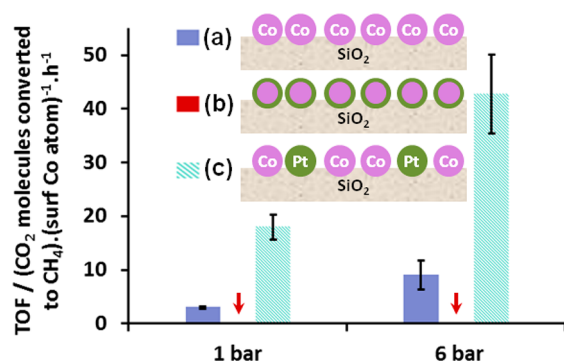 TOF / (CO₂ molecules converted
to CH₄).(surf Co atom)⁻¹.h⁻¹
50
40
30
20
10
0
(a)
Co Co Co Co Co Co
SiO₂
(b)
SiO₂
(c)
Co Pt Co Co Pt Co
SiO₂
1 bar
6 bar